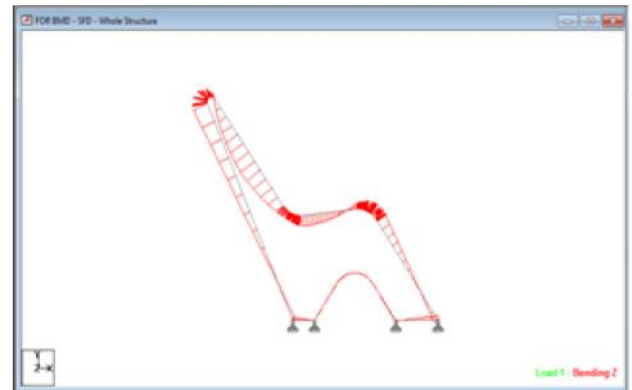 FOR BMD - SFD - Whole Structure
Y
Z X
Load 1 : Bending Z